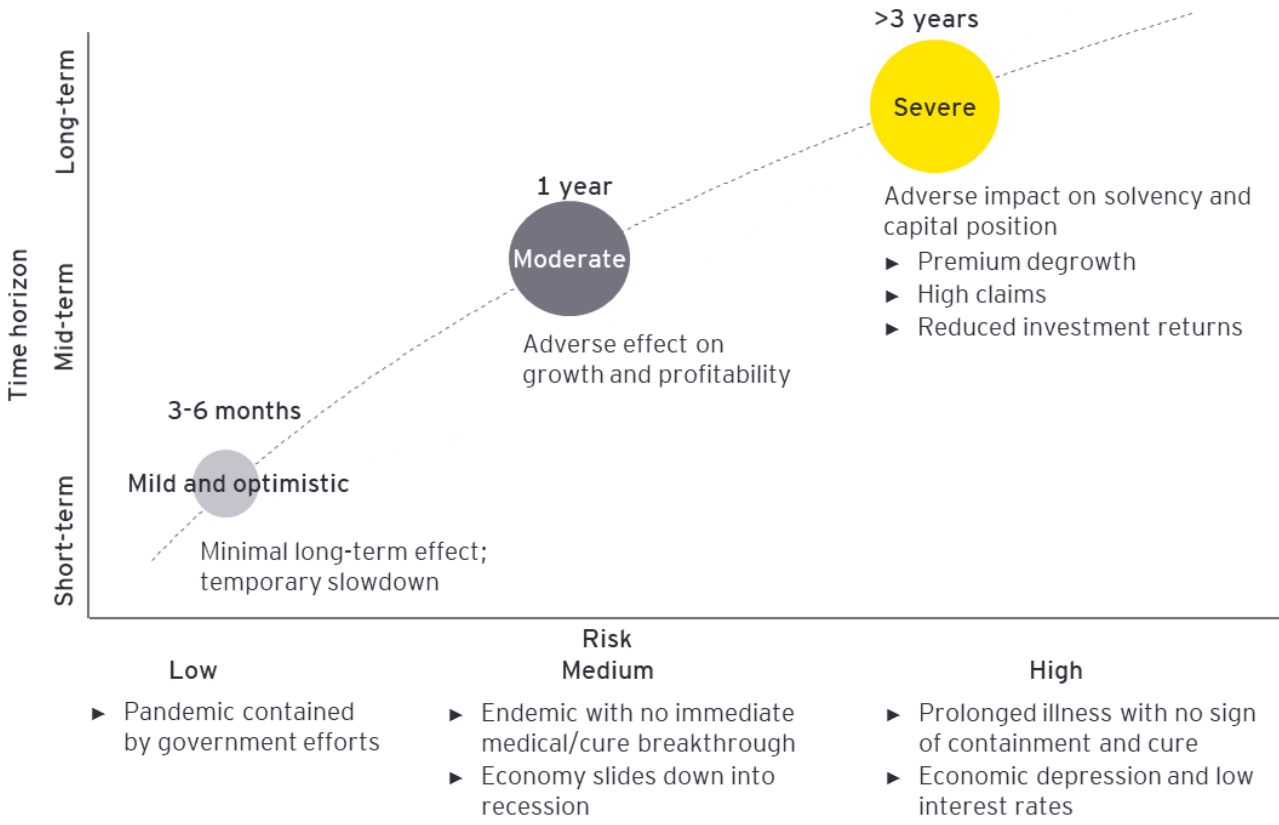 >3 years
Severe
Adverse impact on solvency and
capital position
► Premium degrowth
► High claims
► Reduced investment returns
1 year
Moderate
Adverse effect on
growth and profitability
3-6 months
Mild and optimistic
Minimal long-term effect;
temporary slowdown
Time horizon
Long-term
Mid-term
Short-term
Risk
Low
► Pandemic contained
by government efforts
Medium
► Endemic with no immediate
medical/cure breakthrough
► Economy slides down into
recession
High
► Prolonged illness with no sign
of containment and cure
► Economic depression and low
interest rates